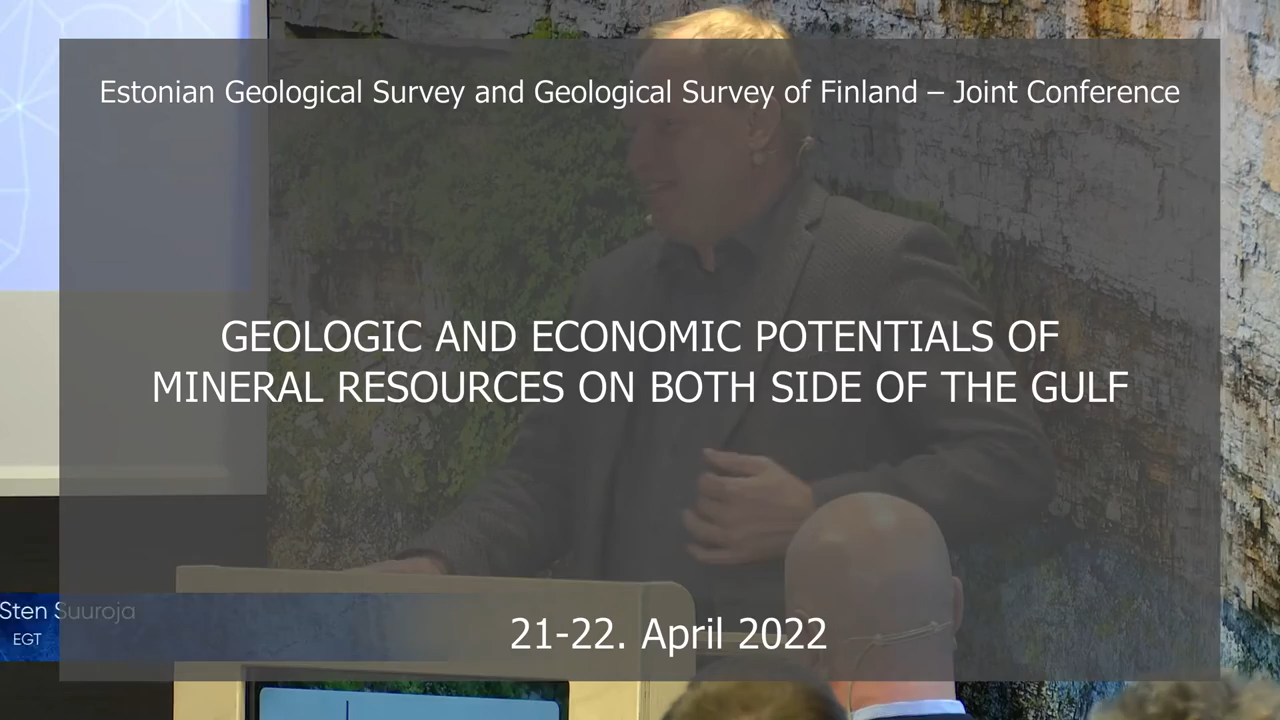 Estonian Geological Survey and Geological Survey of Finland – Joint Conference
GEOLOGIC AND ECONOMIC POTENTIALS OF
MINERAL RESOURCES ON BOTH SIDE OF THE GULF
Sten Suuroja
EGT
21-22. April 2022